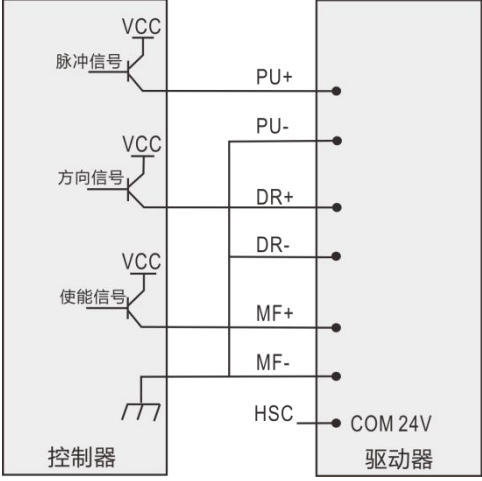 VCC
脉冲信号
PU+
PU-
VCC
方向信号
DR+
DR-
VCC
使能信号
MF+
MF-
HSC
COM 24V
控制器
驱动器